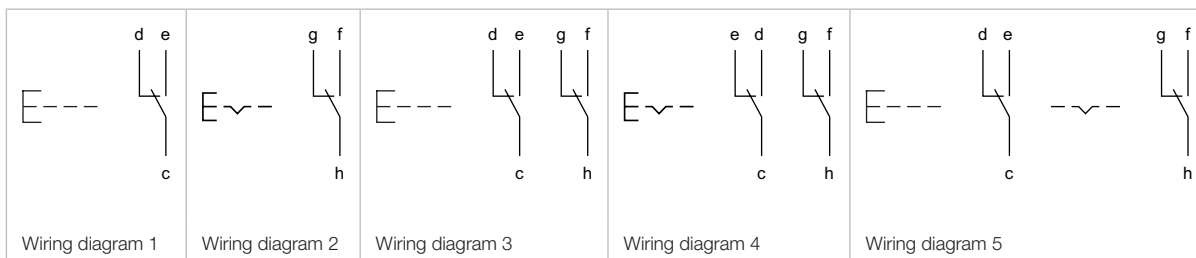 d e
c
Wiring diagram 1
g f
h
Wiring diagram 2
d e g f
c h
Wiring diagram 3
e d g f
c h
Wiring diagram 4
d e g f
c h
Wiring diagram 5